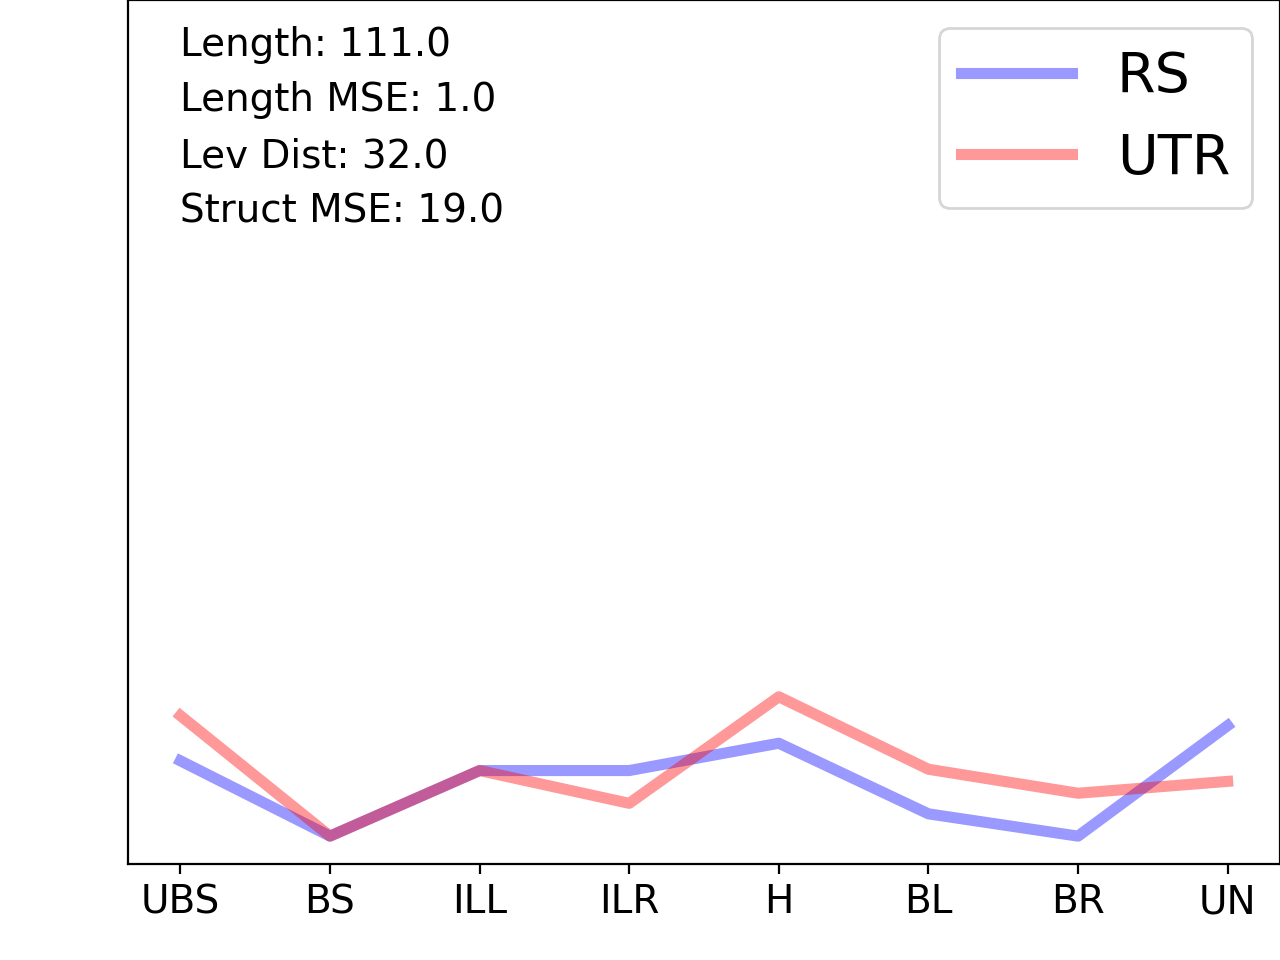 Length: 111.0
Length MSE: 1.0
Lev Dist: 32.0
Struct MSE: 19.0
RS
UTR
UBS BS ILL ILR H BL BR UN